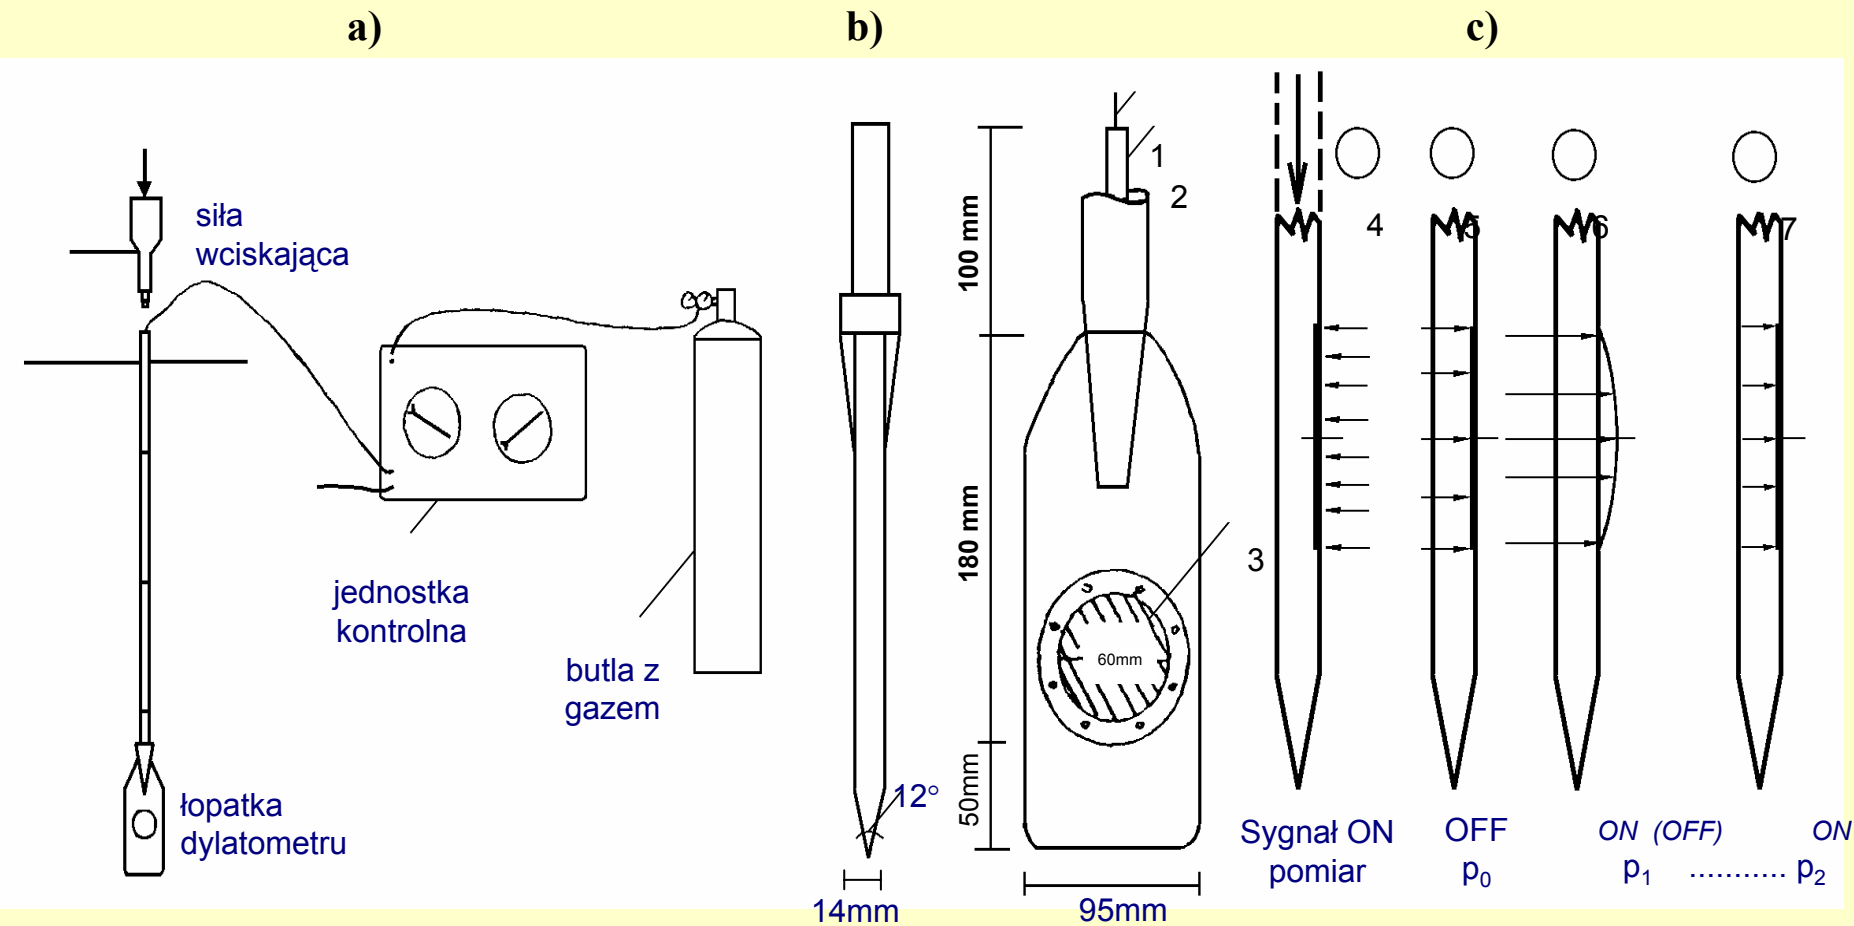 a)
b)
c)
siła
wciskająca
jednostka
kontrolna
butla z
gazem
łopatka
dylatometru
100 mm
180 mm
50mm
1
2
3
60mm
12°
14mm
95mm
4
5
6
7
Sygnał ON
pomiar
OFF
p₀
ON (OFF)
p₁ ........... p₂
ON